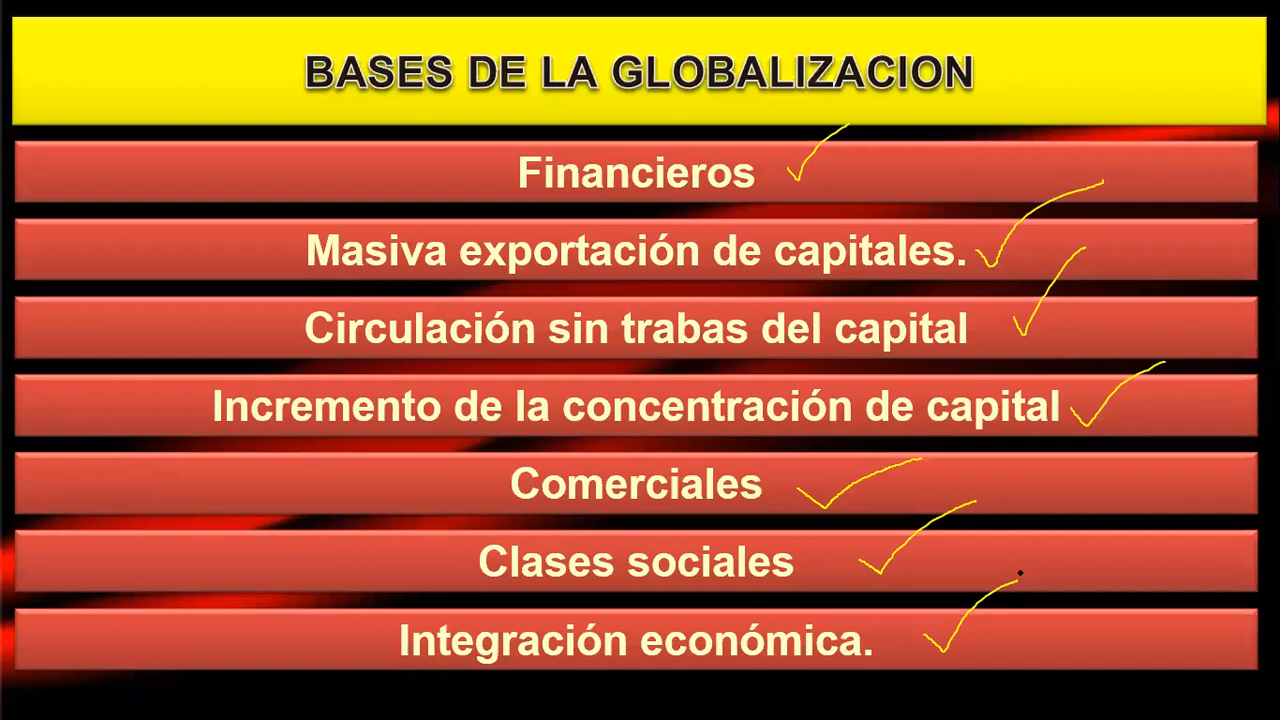 BASES DE LA GLOBALIZACION
Financieros
Masiva exportación de capitales.
Circulación sin trabas del capital
Incremento de la concentración de capital
Comerciales
Clases sociales
Integración económica.